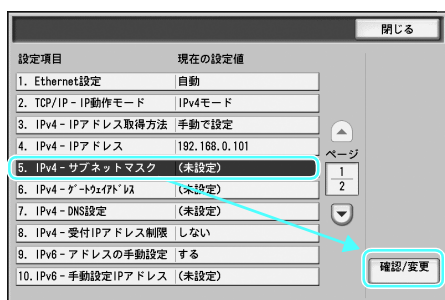 閉じる
設定項目 現在の設定値
1. Ethernet設定 自動
2. TCP/IP - IP動作モード IPv4モード
3. IPv4 - IPアドレス取得方法 手動で設定
4. IPv4 - IPアドレス 192.168.0.101
5. IPv4 - サブネットマスク (未設定)
6. IPv4 - ゲートウェイアドレス (未設定)
7. IPv4 - DNS設定 (未設定)
8. IPv4 - 受付IPアドレス制限 しない
9. IPv6 - アドレスの手動設定 する
10. IPv6 - 手動設定IPアドレス (未設定)
ページ
1
2
確認/変更